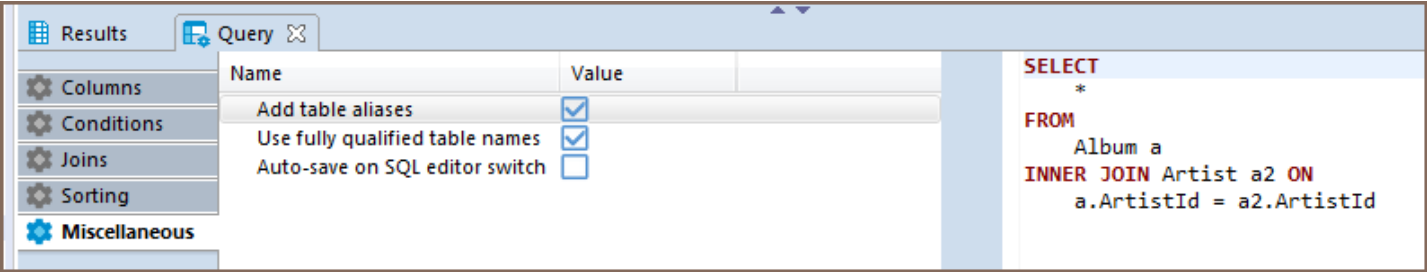 Results
Query
Columns
Conditions
Joins
Sorting
Miscellaneous
Name Value
Add table aliases
Use fully qualified table names
Auto-save on SQL editor switch
SELECT
*
FROM
Album a
INNER JOIN Artist a2 ON
a.ArtistId = a2.ArtistId